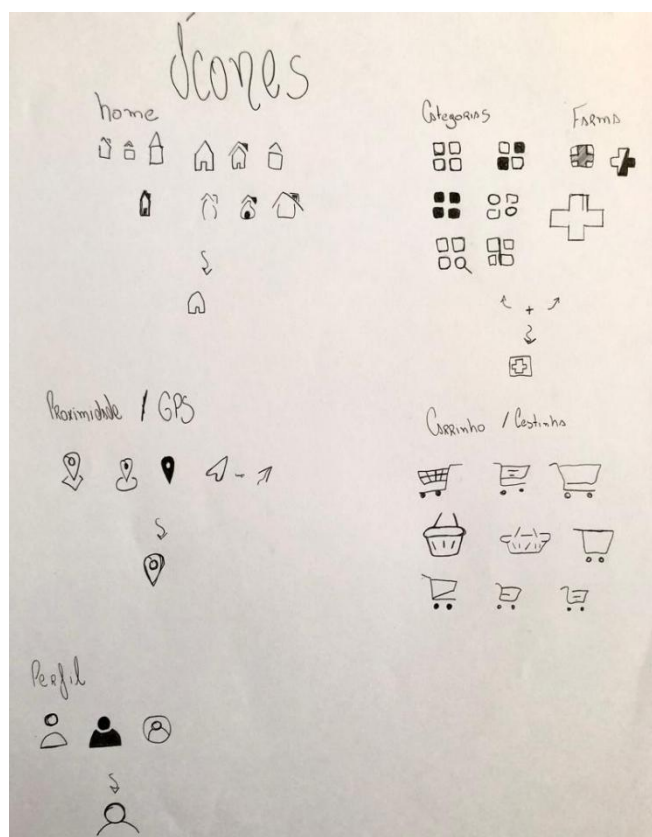 Ícones
home
Categorias
Farma
Proximidade / GPS
Carrinho / Cestinha
Perfil